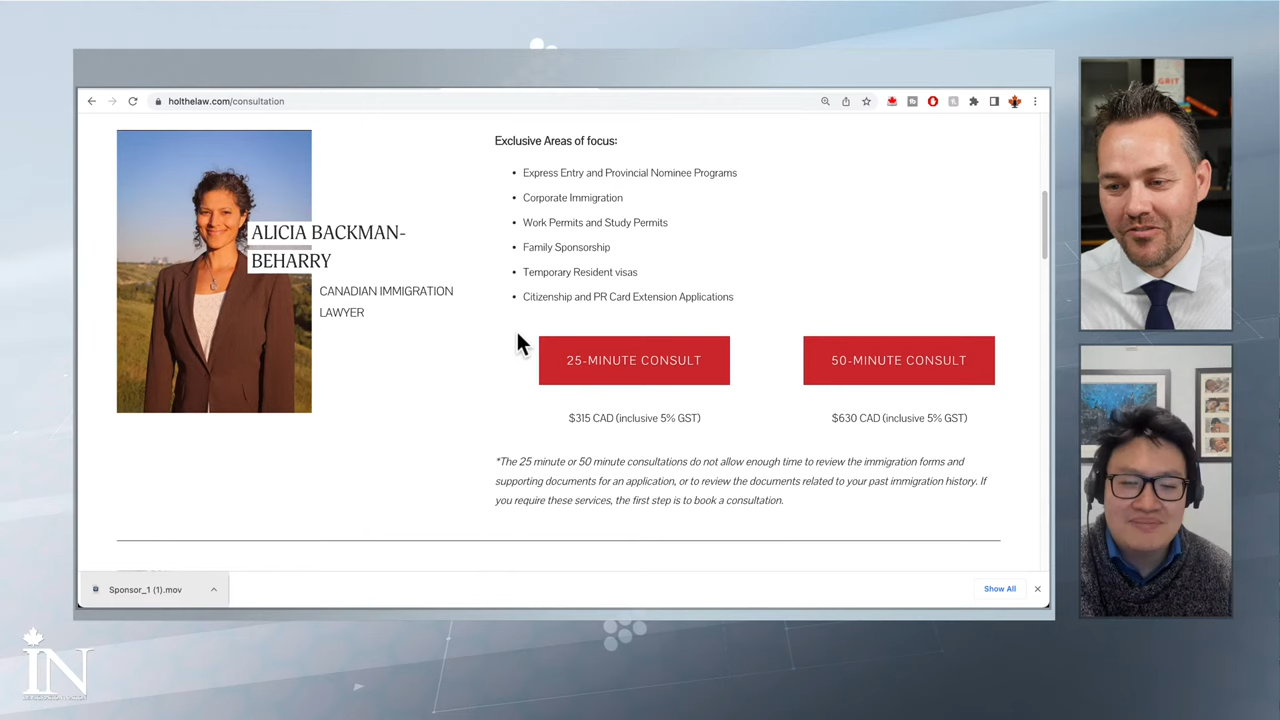 holthelaw.com/consultation
ALICIA BACKMAN-
BEHARRY
CANADIAN IMMIGRATION
LAWYER
Exclusive Areas of focus:
• Express Entry and Provincial Nominee Programs
• Corporate Immigration
• Work Permits and Study Permits
• Family Sponsorship
• Temporary Resident visas
• Citizenship and PR Card Extension Applications
25-MINUTE CONSULT
50-MINUTE CONSULT
$315 CAD (inclusive 5% GST)
$630 CAD (inclusive 5% GST)
*The 25 minute or 50 minute consultations do not allow enough time to review the immigration forms and
supporting documents for an application, or to review the documents related to your past immigration history. If
you require these services, the first step is to book a consultation.
Sponsor_1 (1).mov
Show All
GRIT
IN